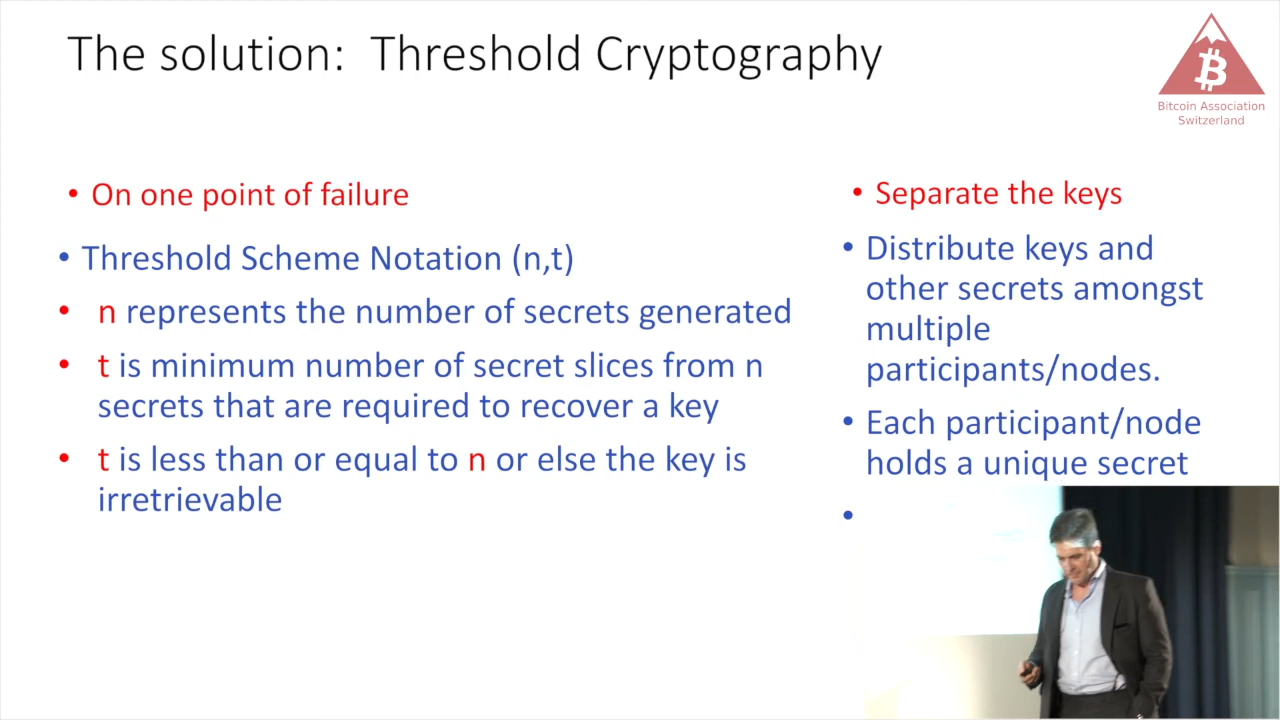 The solution:  Threshold Cryptography
Bitcoin Association
Switzerland
• On one point of failure
• Threshold Scheme Notation (n,t)
• n represents the number of secrets generated
• t is minimum number of secret slices from n
secrets that are required to recover a key
• t is less than or equal to n or else the key is
irretrievable
• Separate the keys
• Distribute keys and
other secrets amongst
multiple
participants/nodes.
• Each participant/node
holds a unique secret
•